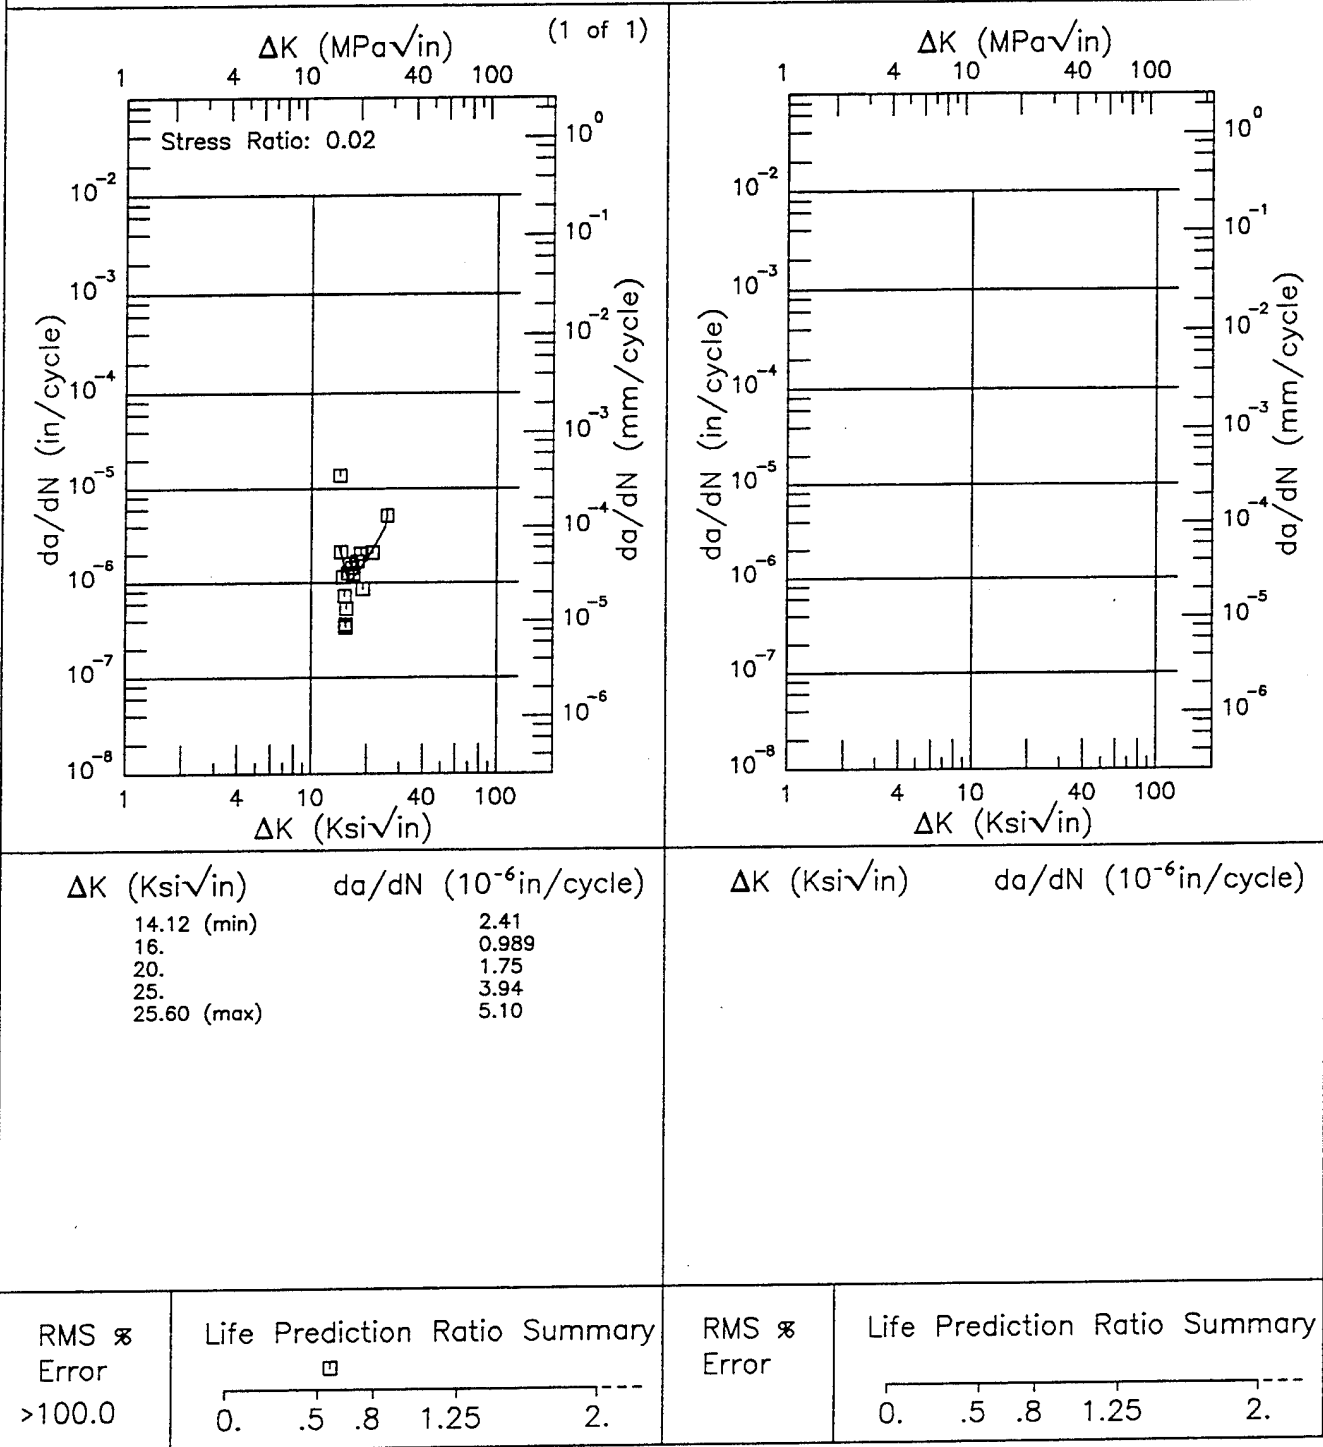 (1 of 1)
ΔK (MPa√in)
1 4 10 40 100
Stress Ratio: 0.02
10⁰
10⁻²
10⁻¹
10⁻³
10⁻²
10⁻⁴
10⁻³
10⁻⁵
10⁻⁴
10⁻⁶
10⁻⁵
10⁻⁷
10⁻⁶
10⁻⁸
da/dN (in/cycle)
da/dN (mm/cycle)
1 4 10 40 100
ΔK (Ksi√in)
ΔK (MPa√in)
1 4 10 40 100
10⁰
10⁻²
10⁻¹
10⁻³
10⁻²
10⁻⁴
10⁻³
10⁻⁵
10⁻⁴
10⁻⁶
10⁻⁵
10⁻⁷
10⁻⁶
10⁻⁸
da/dN (in/cycle)
da/dN (mm/cycle)
1 4 10 40 100
ΔK (Ksi√in)
ΔK (Ksi√in) da/dN (10⁻⁶in/cycle)
14.12 (min) 2.41
16. 0.989
20. 1.75
25. 3.94
25.60 (max) 5.10
ΔK (Ksi√in) da/dN (10⁻⁶in/cycle)
RMS %
Error
>100.0
Life Prediction Ratio Summary
0. .5 .8 1.25 2.
RMS %
Error
Life Prediction Ratio Summary
0. .5 .8 1.25 2.